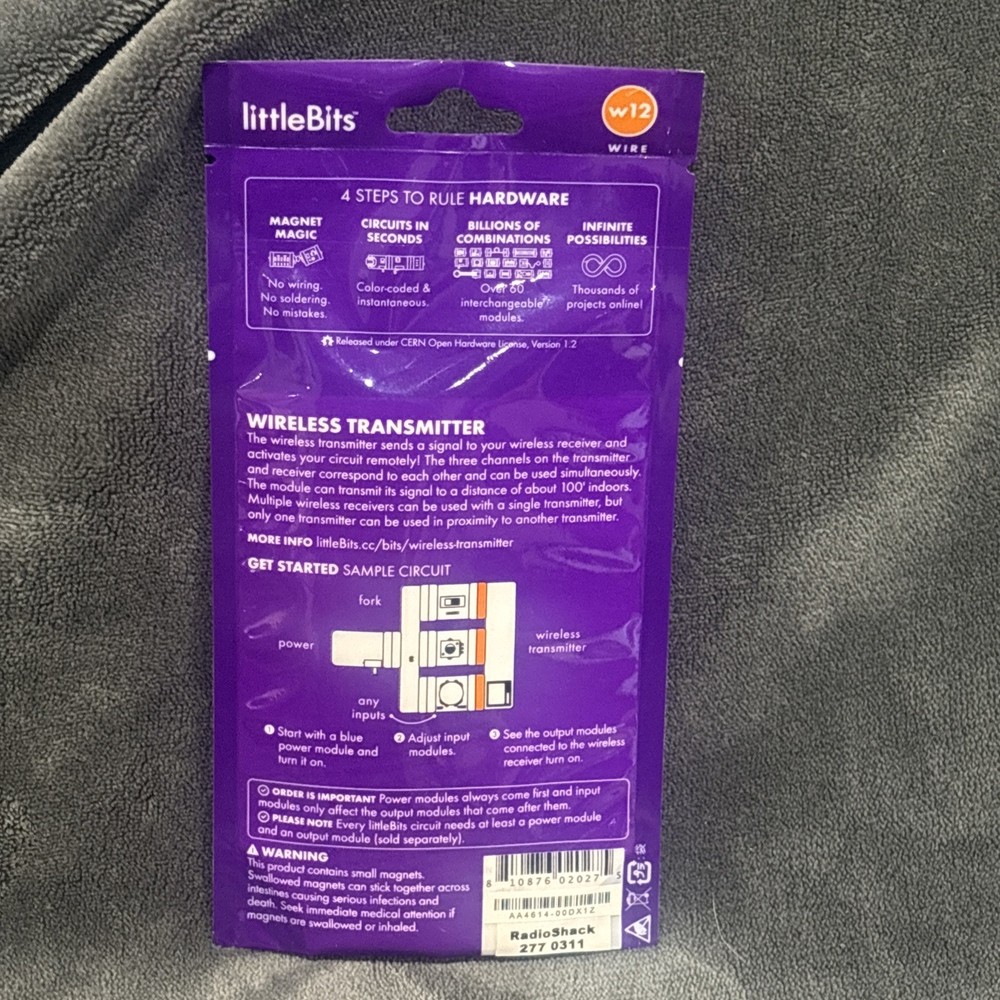 littleBits™
w12
WIRE
4 STEPS TO RULE HARDWARE
MAGNET
MAGIC
No wiring.
No soldering.
No mistakes.
CIRCUITS IN
SECONDS
Color-coded &
instantaneous.
BILLIONS OF
COMBINATIONS
Over 60
interchangeable
modules.
INFINITE
POSSIBILITIES
Thousands of
projects online!
Released under CERN Open Hardware License, Version 1.2
WIRELESS TRANSMITTER
The wireless transmitter sends a signal to your wireless receiver and
activates your circuit remotely! The three channels on the transmitter
and receiver correspond to each other and can be used simultaneously.
The module can transmit its signal to a distance of about 100' indoors.
Multiple wireless receivers can be used with a single transmitter, but
only one transmitter can be used in proximity to another transmitter.
MORE INFO littleBits.cc/bits/wireless-transmitter
GET STARTED SAMPLE CIRCUIT
fork
power
wireless
transmitter
any
inputs
1 Start with a blue
power module and
turn it on.
2 Adjust input
modules.
3 See the output modules
connected to the wireless
receiver turn on.
ORDER IS IMPORTANT Power modules always come first and input
modules only affect the output modules that come after them.
PLEASE NOTE Every littleBits circuit needs at least a power module
and an output module (sold separately).
WARNING
This product contains small magnets.
Swallowed magnets can stick together across
intestines causing serious infections and
death. Seek immediate medical attention if
magnets are swallowed or inhaled.
8 10876 02027 5
AA4614-00DX1Z
RadioShack
277 0311